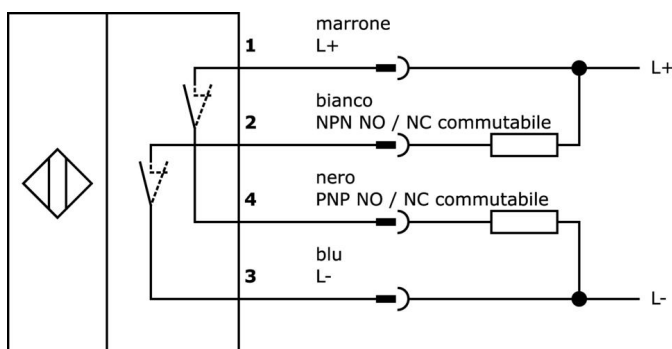 marrone
1 L+ L+
bianco
2 NPN NO / NC commutabile
nero
4 PNP NO / NC commutabile
blu
3 L- L-